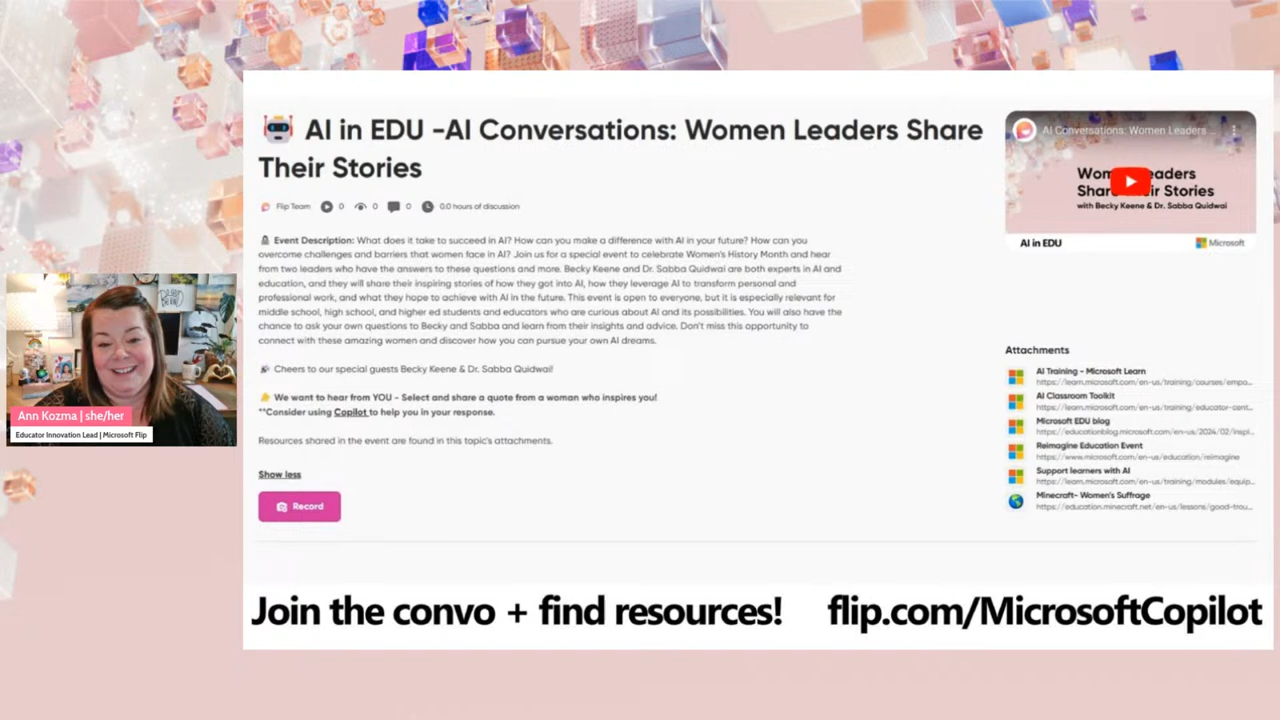 AI in EDU -AI Conversations: Women Leaders Share
Their Stories
Flip Team 0 0 0 0.0 hours of discussion
Event Description: What does it take to succeed in AI? How can you make a difference with AI in your future? How can you
overcome challenges and barriers that women face in AI? Join us for a special event to celebrate Women's History Month and hear
from two leaders who have the answers to these questions and more. Becky Keene and Dr. Sabba Quidwai are both experts in AI and
education, and they will share their inspiring stories of how they got into AI, how they leverage AI to transform personal and
professional work, and what they hope to achieve with AI in the future. This event is open to everyone, but it is especially relevant for
middle school, high school, and higher ed students and educators who are curious about AI and its possibilities. You will also have the
chance to ask your own questions to Becky and Sabba and learn from their insights and advice. Don't miss this opportunity to
connect with these amazing women and discover how you can pursue your own AI dreams.
Cheers to our special guests Becky Keene & Dr. Sabba Quidwai!
We want to hear from YOU - Select and share a quote from a woman who inspires you!
**Consider using Copilot to help you in your response.
Resources shared in the event are found in this topic's attachments.
Show less
Record
AI Conversations: Women Leaders ...
with Becky Keene & Dr. Sabba Quidwai
AI in EDU
Microsoft
Attachments
AI Training - Microsoft Learn
https://learn.microsoft.com/en-us/training/courses/empo...
AI Classroom Toolkit
https://learn.microsoft.com/en-us/training/educator-cent...
Microsoft EDU blog
https://educationblog.microsoft.com/en-us/2024/02/inspi...
Reimagine Education Event
https://www.microsoft.com/en-us/education/reimagine
Support learners with AI
https://learn.microsoft.com/en-us/training/modules/equip...
Minecraft- Women's Suffrage
https://education.minecraft.net/en-us/lessons/good-trou...
Ann Kozma | she/her
Educator Innovation Lead | Microsoft Flip
Join the convo + find resources! flip.com/MicrosoftCopilot